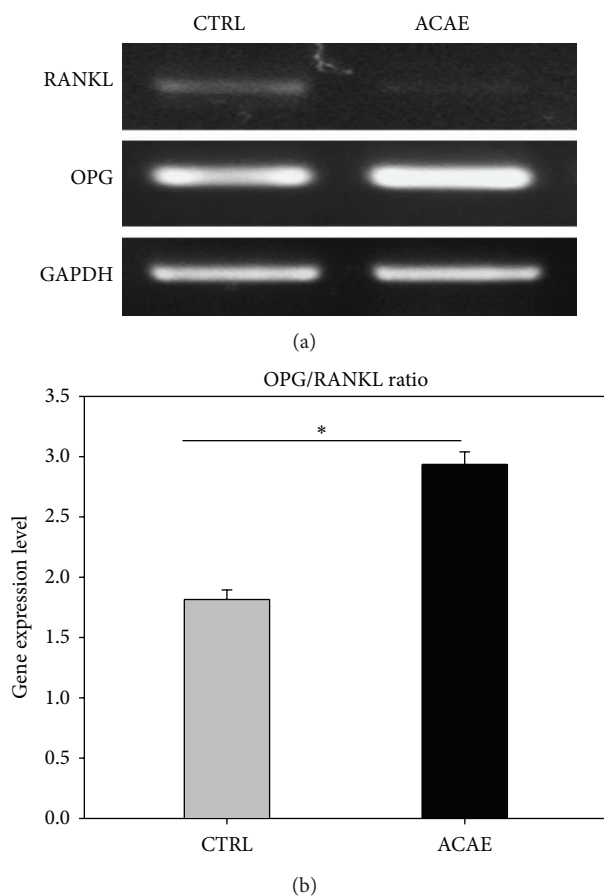 CTRL ACAE
RANKL
OPG
GAPDH
(a)
OPG/RANKL ratio
3.5
*
3.0
2.5
2.0
1.5
1.0
0.5
0.0
Gene expression level
CTRL ACAE
(b)